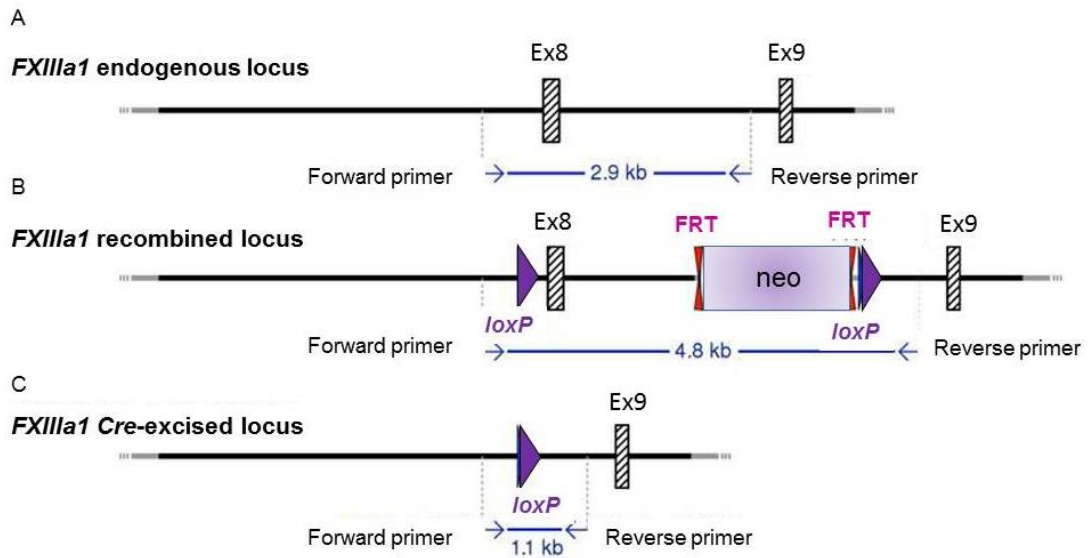 A
FXIIIa1 endogenous locus
Ex8
Ex9
Forward primer
2.9 kb
Reverse primer
B
FXIIIa1 recombined locus
Ex8
FRT
FRT
Ex9
neo
loxP
loxP
Forward primer
4.8 kb
Reverse primer
C
FXIIIa1 Cre-excised locus
Ex9
loxP
Forward primer
1.1 kb
Reverse primer